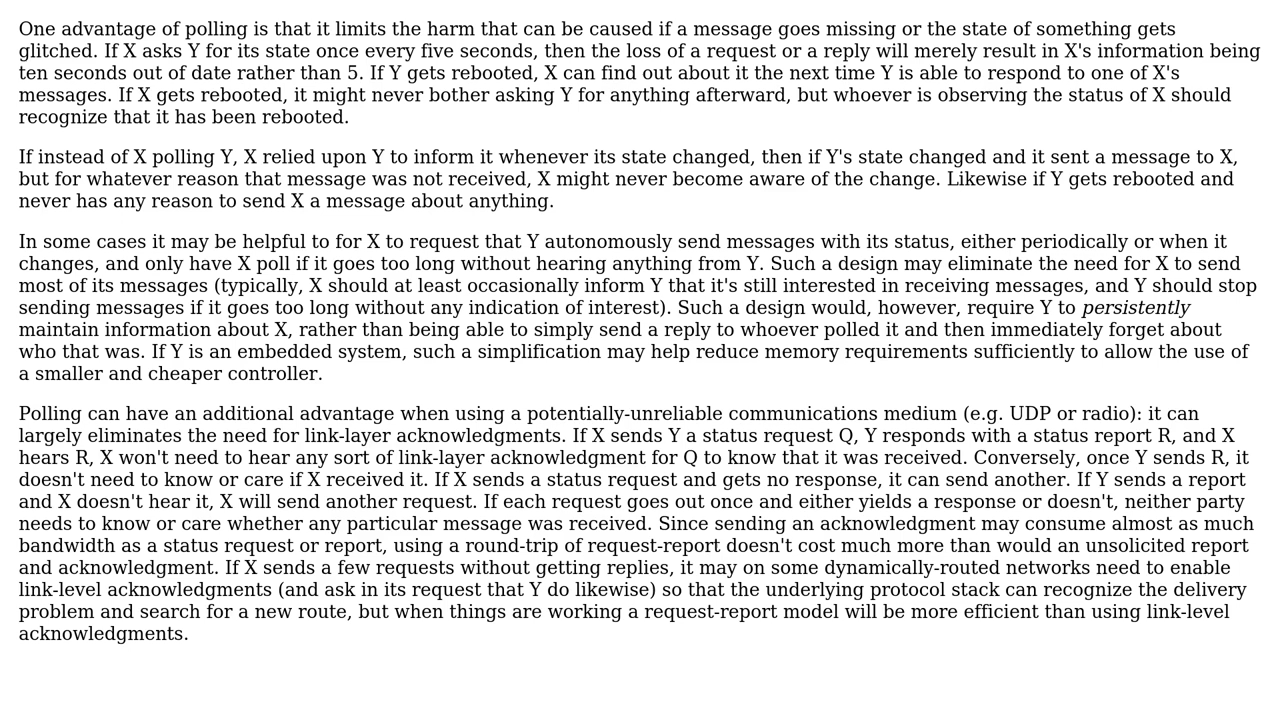 One advantage of polling is that it limits the harm that can be caused if a message goes missing or the state of something gets
glitched. If X asks Y for its state once every five seconds, then the loss of a request or a reply will merely result in X's information being
ten seconds out of date rather than 5. If Y gets rebooted, X can find out about it the next time Y is able to respond to one of X's
messages. If X gets rebooted, it might never bother asking Y for anything afterward, but whoever is observing the status of X should
recognize that it has been rebooted.
If instead of X polling Y, X relied upon Y to inform it whenever its state changed, then if Y's state changed and it sent a message to X,
but for whatever reason that message was not received, X might never become aware of the change. Likewise if Y gets rebooted and
never has any reason to send X a message about anything.
In some cases it may be helpful to for X to request that Y autonomously send messages with its status, either periodically or when it
changes, and only have X poll if it goes too long without hearing anything from Y. Such a design may eliminate the need for X to send
most of its messages (typically, X should at least occasionally inform Y that it's still interested in receiving messages, and Y should stop
sending messages if it goes too long without any indication of interest). Such a design would, however, require Y to persistently
maintain information about X, rather than being able to simply send a reply to whoever polled it and then immediately forget about
who that was. If Y is an embedded system, such a simplification may help reduce memory requirements sufficiently to allow the use of
a smaller and cheaper controller.
Polling can have an additional advantage when using a potentially-unreliable communications medium (e.g. UDP or radio): it can
largely eliminates the need for link-layer acknowledgments. If X sends Y a status request Q, Y responds with a status report R, and X
hears R, X won't need to hear any sort of link-layer acknowledgment for Q to know that it was received. Conversely, once Y sends R, it
doesn't need to know or care if X received it. If X sends a status request and gets no response, it can send another. If Y sends a report
and X doesn't hear it, X will send another request. If each request goes out once and either yields a response or doesn't, neither party
needs to know or care whether any particular message was received. Since sending an acknowledgment may consume almost as much
bandwidth as a status request or report, using a round-trip of request-report doesn't cost much more than would an unsolicited report
and acknowledgment. If X sends a few requests without getting replies, it may on some dynamically-routed networks need to enable
link-level acknowledgments (and ask in its request that Y do likewise) so that the underlying protocol stack can recognize the delivery
problem and search for a new route, but when things are working a request-report model will be more efficient than using link-level
acknowledgments.